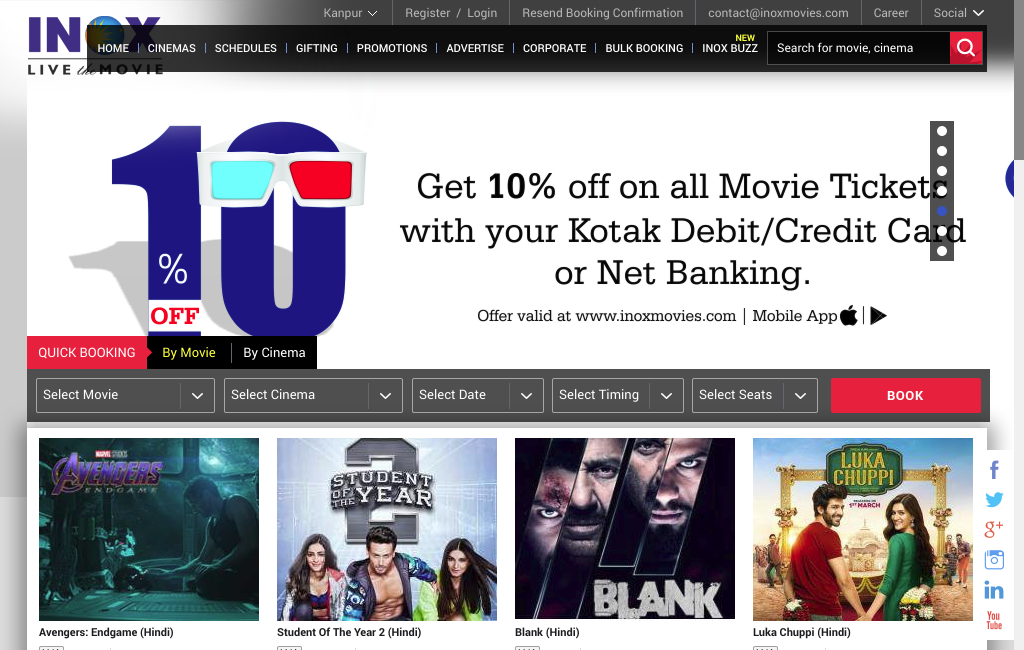 Kanpur
Register / Login
Resend Booking Confirmation
contact@inoxmovies.com
Career
Social
INOX
LIVE the MOVIE
HOME
CINEMAS
SCHEDULES
GIFTING
PROMOTIONS
ADVERTISE
CORPORATE
BULK BOOKING
NEW
INOX BUZZ
Search for movie, cinema
10
%
OFF
Get 10% off on all Movie Tickets
with your Kotak Debit/Credit Card
or Net Banking.
Offer valid at www.inoxmovies.com | Mobile App
QUICK BOOKING
By Movie
By Cinema
Select Movie
Select Cinema
Select Date
Select Timing
Select Seats
BOOK
MARVEL STUDIOS
AVENGERS
ENDGAME
STUDENT
OF THE YEAR
2
BLANK
LUKA
CHUPPI
1ST MARCH
Avengers: Endgame (Hindi)
Student Of The Year 2 (Hindi)
Blank (Hindi)
Luka Chuppi (Hindi)
f
g+
in
You
Tube